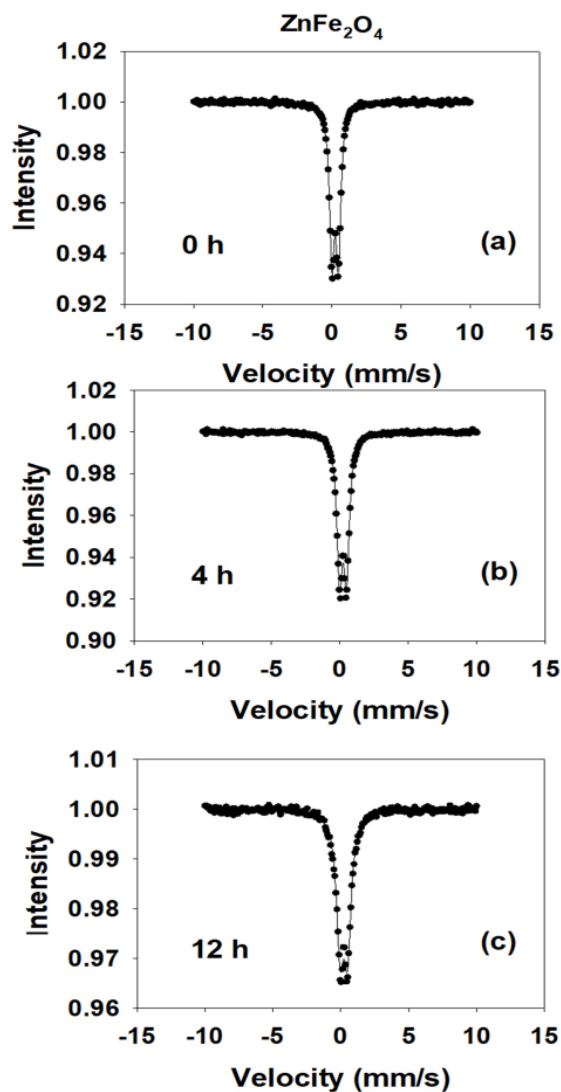 ZnFe₂O₄
1.02
1.00
0.98
0.96
0.94
0.92
Intensity
0 h
(a)
-15 -10 -5 0 5 10 15
Velocity (mm/s)
1.02
1.00
0.98
0.96
0.94
0.92
0.90
Intensity
4 h
(b)
-15 -10 -5 0 5 10 15
Velocity (mm/s)
1.01
1.00
0.99
0.98
0.97
0.96
Intensity
12 h
(c)
-15 -10 -5 0 5 10 15
Velocity (mm/s)